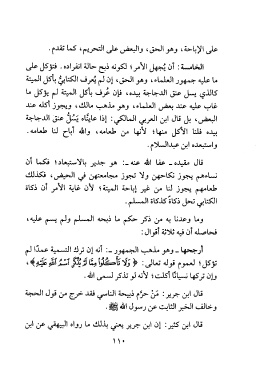 على الإباحة، وهو الحق، والبعض على التحريم، كما تقدم.
الخامسة: أن يُجهل الأمر؛ لكونه ذبح حالة انفراده. فتؤكل على
ما عليه جمهور العلماء، وهو الحق، إن لم يُعرف الكتابيُّ بأكل الميتة
كالذي يسل عنق الدجاجة بيده، فإن عُرف بأكل الميتة لم يؤكل ما
غاب عليه عند بعض العلماء، وهو مذهب مالك، ويجوز أكله عند
البعض، بل قال ابن العربي المالكي: إذا عايناه يَسُلّ عنق الدجاجة
بيده فلنا الأكل منها؛ لأنها من طعامه، والله أباح لنا طعامه.
واستبعده ابن عبدالسلام.
قال مقيده ـ عفا الله عنه ـ: هو جدير بالاستبعاد؛ فكما أن
نساءهم يجوز نكاحهن ولا تجوز مجامعتهن في الحيض، فكذلك
طعامهم يجوز لنا من غير إباحة الميتة؛ لأن غاية الأمر أن ذكاة
الكتابي تحل ذكاةً كذكاة المسلم.
وما وعدنا به من ذكر حكم ما ذبحه المسلم ولم يسم عليه،
فحاصله أن فيه ثلاثة أقوال:
أرجحها ـ وهو مذهب الجمهور ـ: أنه إن ترك التسمية عمدًا لم
تؤكل؛ لعموم قوله تعالى: ﴿وَلَا تَأْكُلُوا مِمَّا لَمْ يُذْكَرِ اسْمُ اللَّهِ عَلَيْهِ﴾،
وإن تركها نسيانًا أكلت؛ لأنه لو تذكر لسمى الله.
قال ابن جرير: مَنْ حرّم ذبيحة الناسي فقد خرج من قول الحجة
وخالف الخبر الثابت عن رسول الله ﷺ.
قال ابن كثير: إن ابن جرير يعني بذلك ما رواه البيهقي عن ابن
١١٠